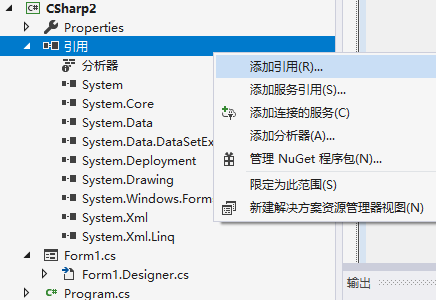 CSharp2
Properties
引用
分析器
System
System.Core
System.Data
System.Data.DataSetEx
System.Deployment
System.Drawing
System.Windows.Form
System.Xml
System.Xml.Linq
Form1.cs
Form1.Designer.cs
Program.cs
添加引用(R)...
添加服务引用(S)...
添加连接的服务(C)
添加分析器(A)...
管理 NuGet 程序包(N)...
限定为此范围(S)
新建解决方案资源管理器视图(N)
输出